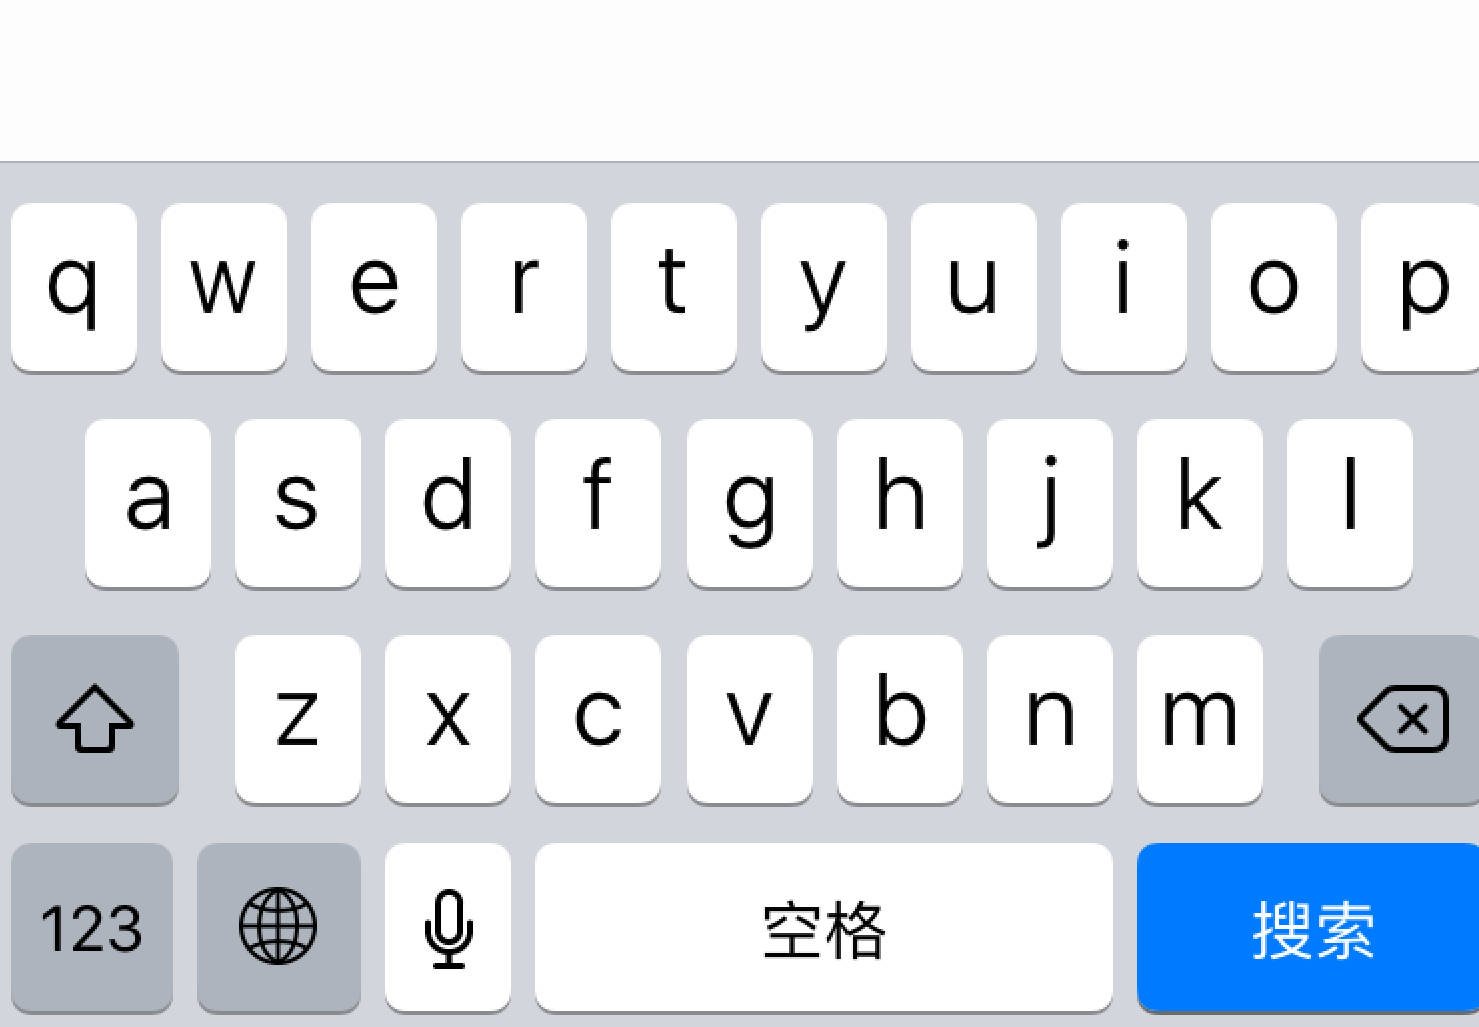 q w e r t y u i o p
a s d f g h j k l
z x c v b n m
123 空格 搜索